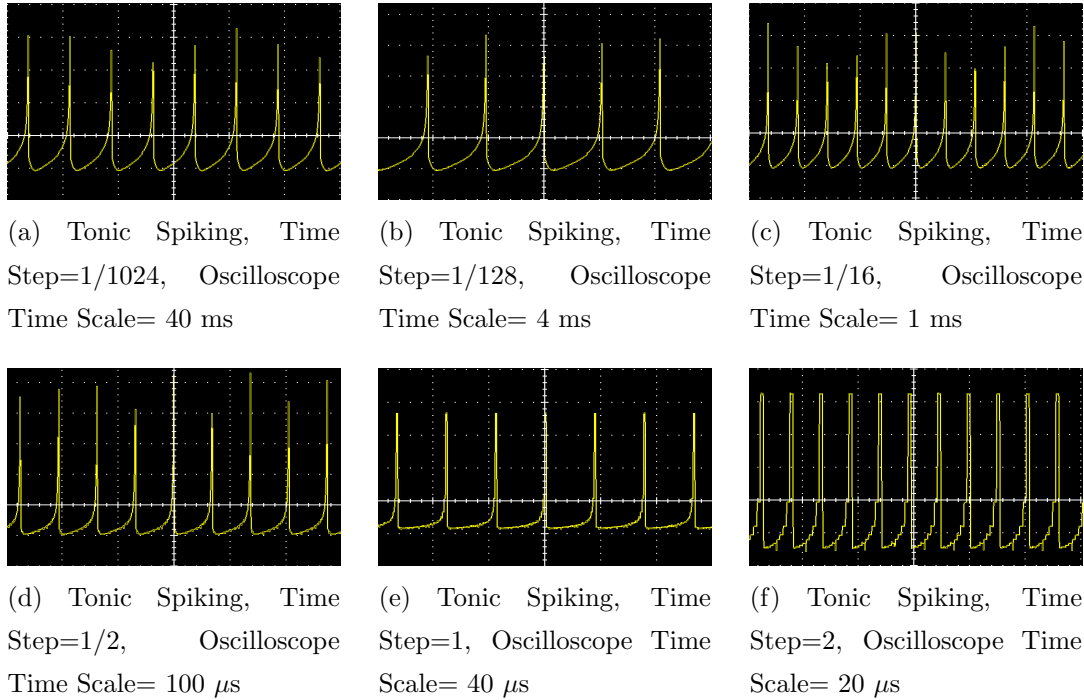 (a) Tonic Spiking, Time
Step=1/1024, Oscilloscope
Time Scale= 40 ms
(b) Tonic Spiking, Time
Step=1/128, Oscilloscope
Time Scale= 4 ms
(c) Tonic Spiking, Time
Step=1/16, Oscilloscope
Time Scale= 1 ms
(d) Tonic Spiking, Time
Step=1/2, Oscilloscope
Time Scale= 100 μs
(e) Tonic Spiking, Time
Step=1, Oscilloscope Time
Scale= 40 μs
(f) Tonic Spiking, Time
Step=2, Oscilloscope Time
Scale= 20 μs